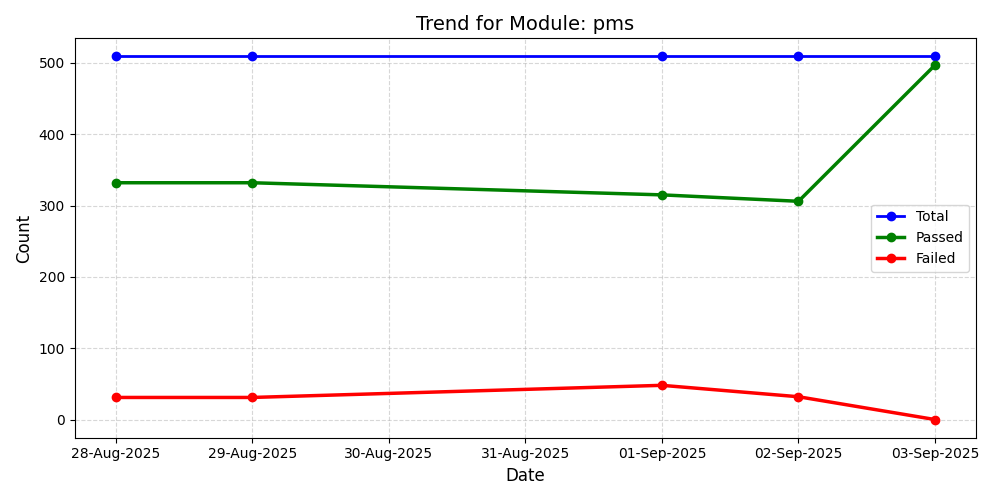 Trend for Module: pms
Count
500
400
300
200
100
0
Total
Passed
Failed
28-Aug-2025 29-Aug-2025 30-Aug-2025 31-Aug-2025 01-Sep-2025 02-Sep-2025 03-Sep-2025
Date